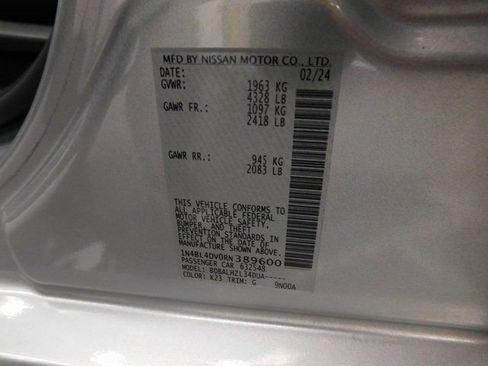 MFD BY NISSAN MOTOR CO., LTD.
DATE: 02/24
GVWR: 1963 KG
4328 LB
GAWR FR.: 1097 KG
2418 LB
GAWR RR.: 945 KG
2083 LB
THIS VEHICLE CONFORMS TO
ALL APPLICABLE FEDERAL
MOTOR VEHICLE SAFETY,
BUMPER, AND THEFT
PREVENTION STANDARDS IN
EFFECT ON THE DATE OF
MANUFACTURE SHOWN ABOVE.
1N4BL4DV0RN389600
PASSENGER CAR 632548
MODEL: BDBALHZL34DUA-----
COLOR: K23 TRIM: G 9N00A